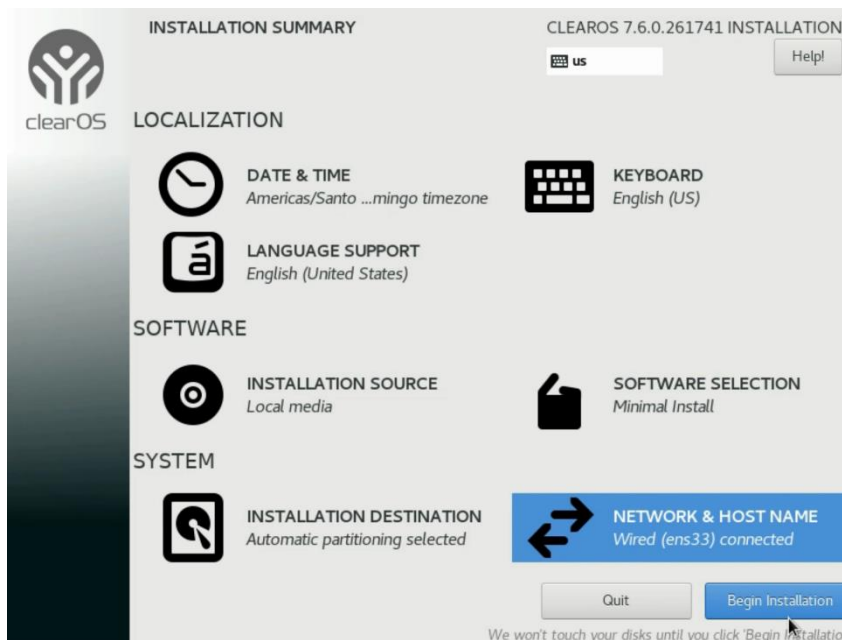 INSTALLATION SUMMARY
CLEAROS 7.6.0.261741 INSTALLATION
us
Help!
clearOS
LOCALIZATION
DATE & TIME
Americas/Santo ...mingo timezone
KEYBOARD
English (US)
á
LANGUAGE SUPPORT
English (United States)
SOFTWARE
INSTALLATION SOURCE
Local media
SOFTWARE SELECTION
Minimal Install
SYSTEM
INSTALLATION DESTINATION
Automatic partitioning selected
NETWORK & HOST NAME
Wired (ens33) connected
Quit
Begin Installation
We won't touch your disks until you click 'Begin Installatio